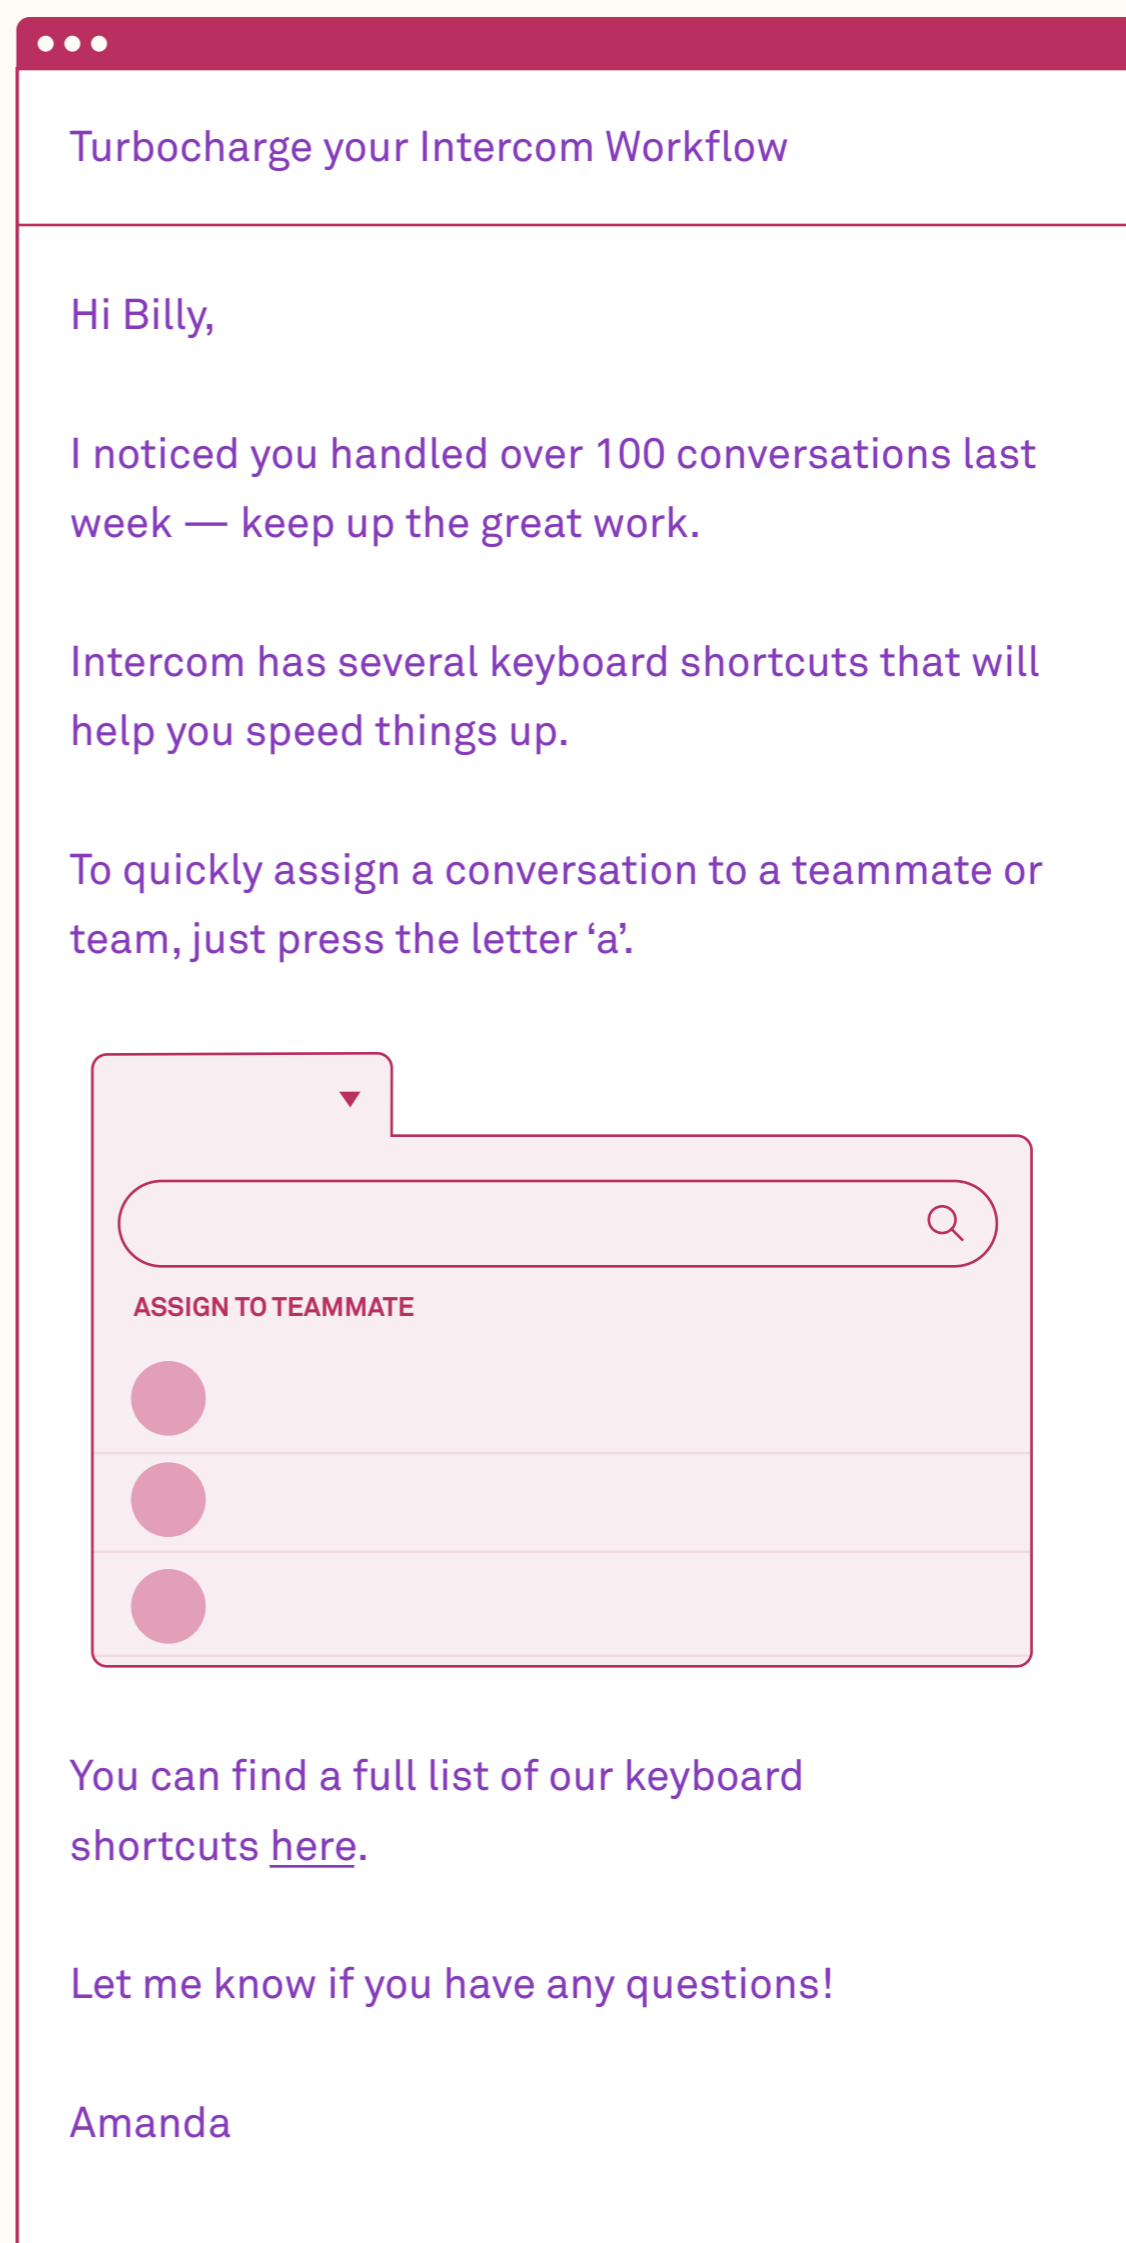 Turbocharge your Intercom Workflow
Hi Billy,
I noticed you handled over 100 conversations last
week — keep up the great work.
Intercom has several keyboard shortcuts that will
help you speed things up.
To quickly assign a conversation to a teammate or
team, just press the letter ‘a’.
ASSIGN TO TEAMMATE
You can find a full list of our keyboard
shortcuts here.
Let me know if you have any questions!
Amanda